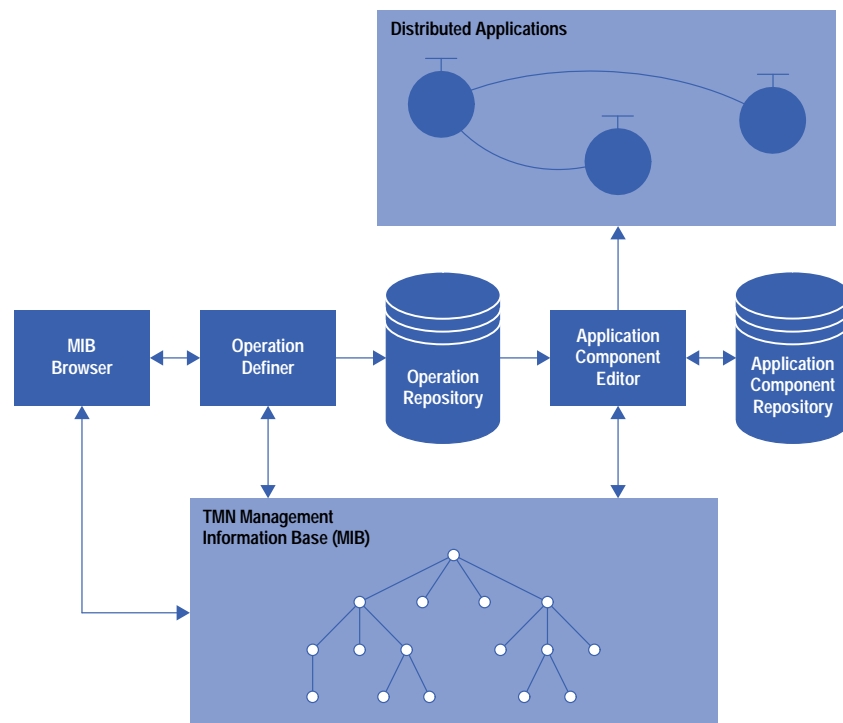 Distributed Applications
MIB
Browser
Operation
Definer
Operation
Repository
Application
Component
Editor
Application
Component
Repository
TMN Management
Information Base (MIB)